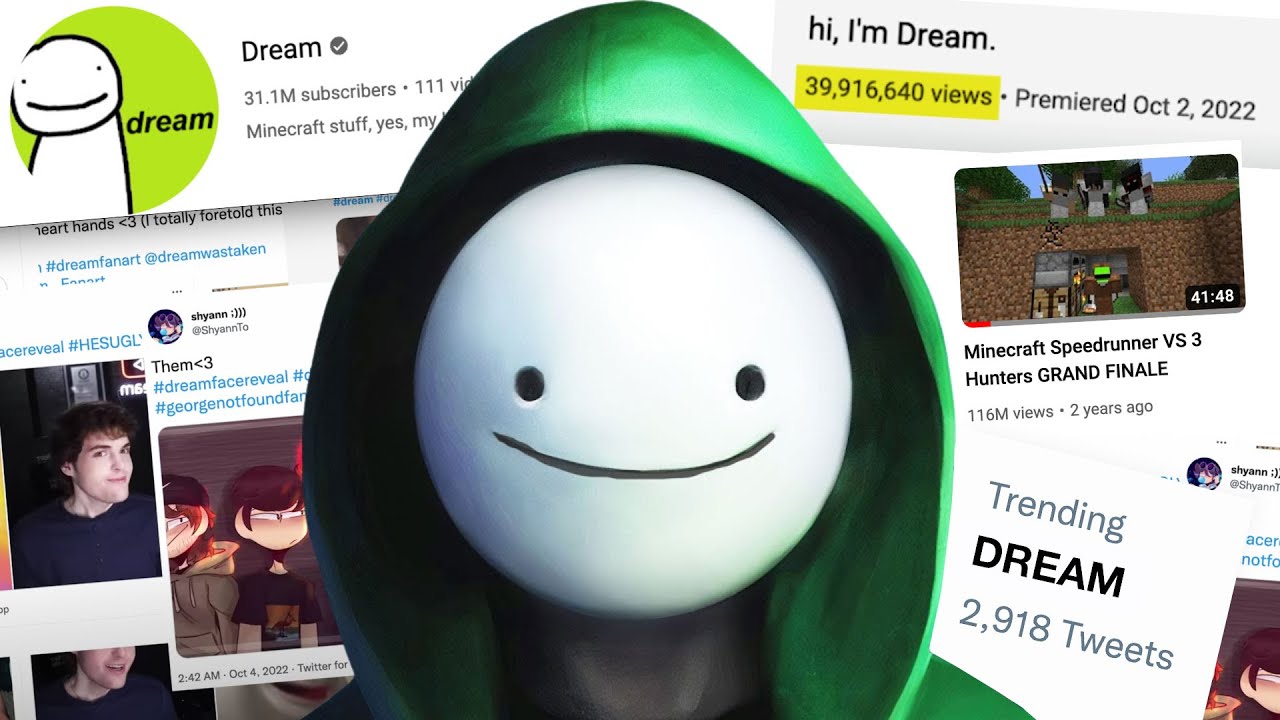 dream
Dream
31.1M subscribers • 111
Minecraft stuff, yes, my
hi, I'm Dream.
39,916,640 views • Premiered Oct 2, 2022
heart hands <3 (I totally foretold this
#dreamfanart @dreamwastaken
#dream
41:48
Minecraft Speedrunner VS 3
Hunters GRAND FINALE
116M views • 2 years ago
acereveal #HESUGLY
shyann ;)))
@ShyannTo
Them<3
#dreamfacereveal
#georgenotfoundfan
2:42 AM · Oct 4, 2022 · Twitter for
shyann ;))
@ShyannT
Trending
DREAM
2,918 Tweets